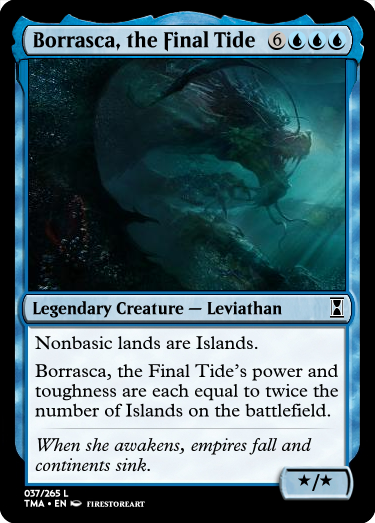 Borrasca, the Final Tide 6
Legendary Creature — Leviathan
Nonbasic lands are Islands.
Borrasca, the Final Tide's power and
toughness are each equal to twice the
number of Islands on the battlefield.
When she awakens, empires fall and
continents sink.
★/★
037/265 L
TMA • EN FIRESTOREART